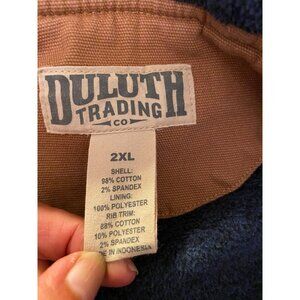 DULUTH
TRADING
CO
2XL
SHELL:
98% COTTON
2% SPANDEX
LINING:
100% POLYESTER
RIB TRIM:
88% COTTON
10% POLYESTER
2% SPANDEX
DE IN INDONESIA